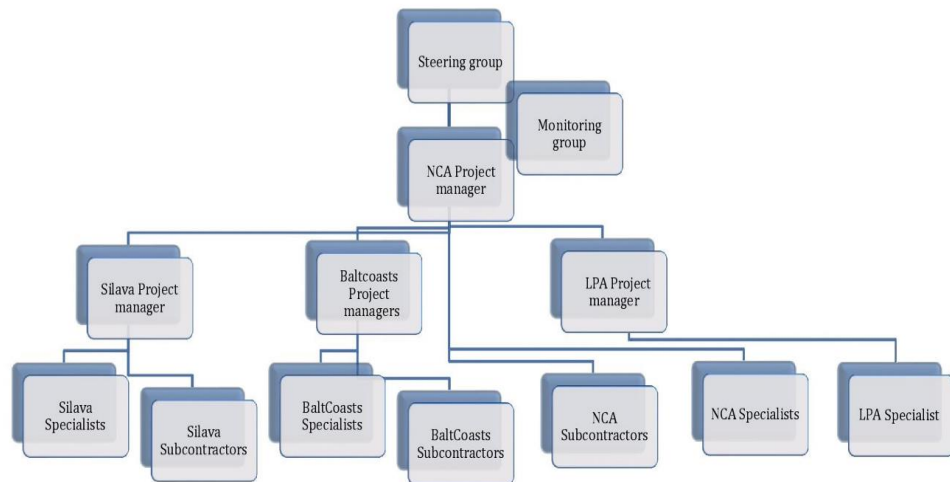 Steering group
Monitoring
group
NCA Project
manager
Silava Project
manager
Baltcoasts
Project
managers
LPA Project
manager
Silava
Specialists
Silava
Subcontractors
BaltCoasts
Specialists
BaltCoasts
Subcontractors
NCA
Subcontractors
NCA Specialists
LPA Specialist